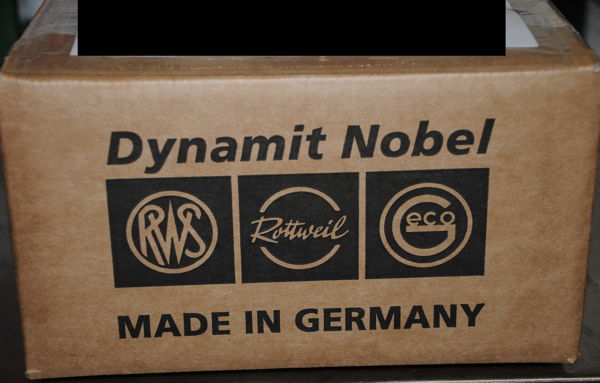 Dynamit Nobel
RWS Rottweil Geco
MADE IN GERMANY